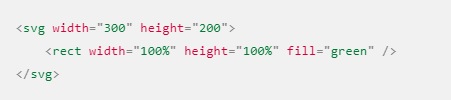 <svg width="300" height="200">
    <rect width="100%" height="100%" fill="green" />
</svg>